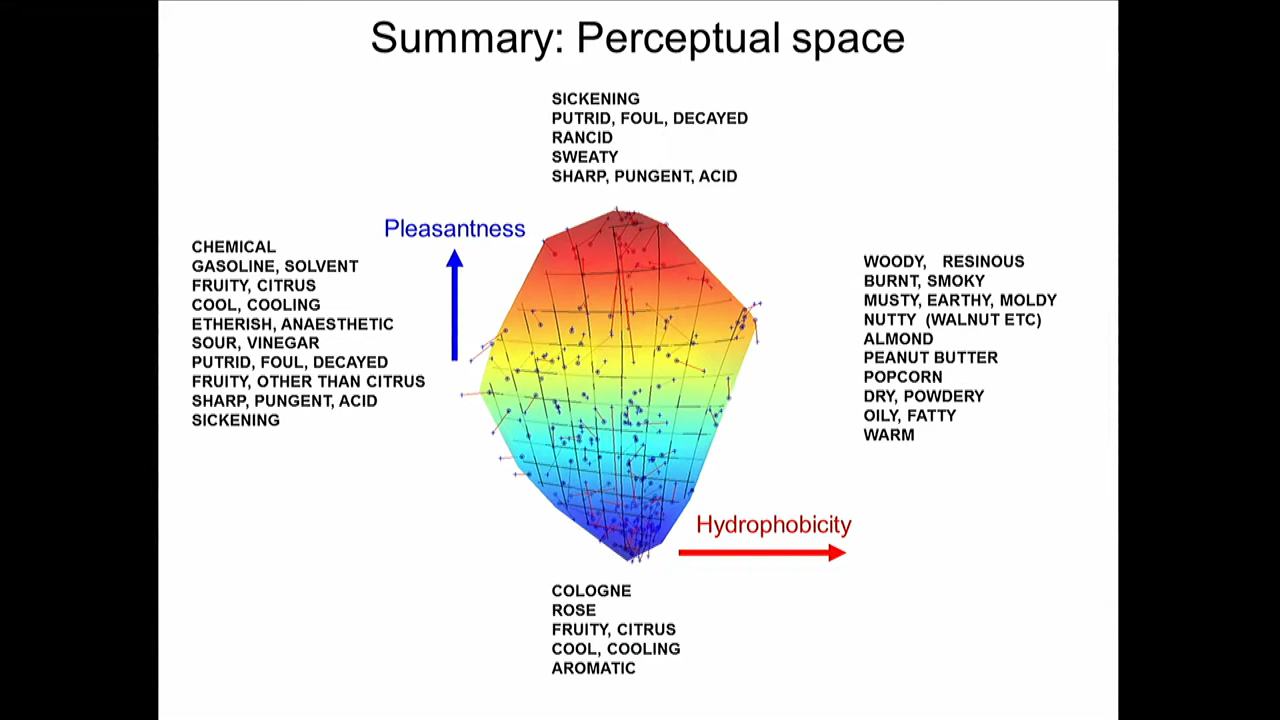 Summary: Perceptual space
SICKENING
PUTRID, FOUL, DECAYED
RANCID
SWEATY
SHARP, PUNGENT, ACID
Pleasantness
CHEMICAL
GASOLINE, SOLVENT
FRUITY, CITRUS
COOL, COOLING
ETHERISH, ANAESTHETIC
SOUR, VINEGAR
PUTRID, FOUL, DECAYED
FRUITY, OTHER THAN CITRUS
SHARP, PUNGENT, ACID
SICKENING
WOODY, RESINOUS
BURNT, SMOKY
MUSTY, EARTHY, MOLDY
NUTTY (WALNUT ETC)
ALMOND
PEANUT BUTTER
POPCORN
DRY, POWDERY
OILY, FATTY
WARM
Hydrophobicity
COLOGNE
ROSE
FRUITY, CITRUS
COOL, COOLING
AROMATIC